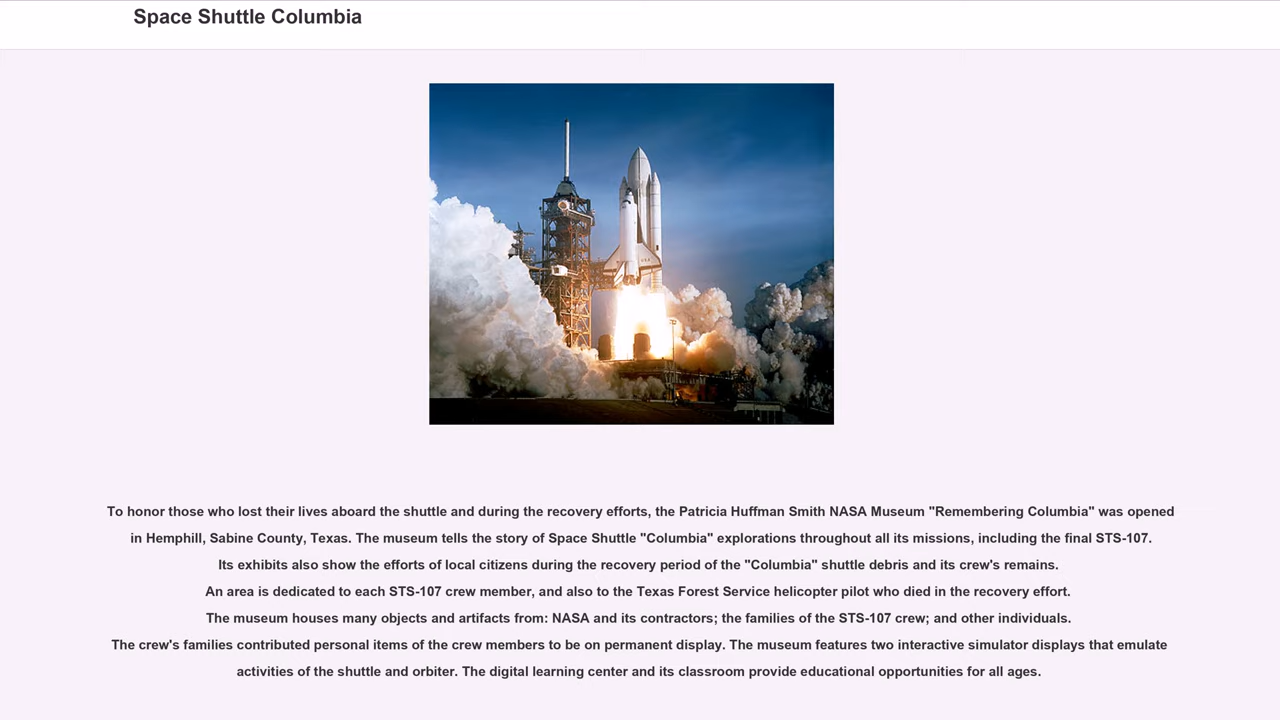 Space Shuttle Columbia
To honor those who lost their lives aboard the shuttle and during the recovery efforts, the Patricia Huffman Smith NASA Museum "Remembering Columbia" was opened
in Hemphill, Sabine County, Texas. The museum tells the story of Space Shuttle "Columbia" explorations throughout all its missions, including the final STS-107.
Its exhibits also show the efforts of local citizens during the recovery period of the "Columbia" shuttle debris and its crew's remains.
An area is dedicated to each STS-107 crew member, and also to the Texas Forest Service helicopter pilot who died in the recovery effort.
The museum houses many objects and artifacts from: NASA and its contractors; the families of the STS-107 crew; and other individuals.
The crew's families contributed personal items of the crew members to be on permanent display. The museum features two interactive simulator displays that emulate
activities of the shuttle and orbiter. The digital learning center and its classroom provide educational opportunities for all ages.